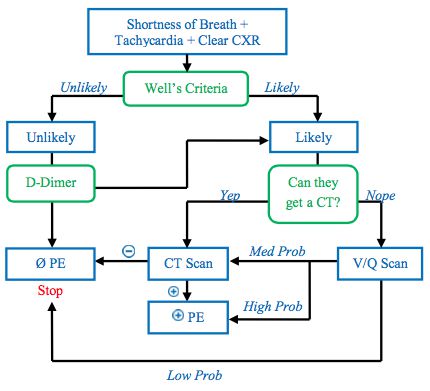 Shortness of Breath +
Tachycardia + Clear CXR
Unlikely
Well's Criteria
Likely
Unlikely
Likely
D-Dimer
Can they
get a CT?
Yep
Nope
Ø PE
⊖
CT Scan
Med Prob
V/Q Scan
Stop
⊕
⊕ PE
High Prob
Low Prob